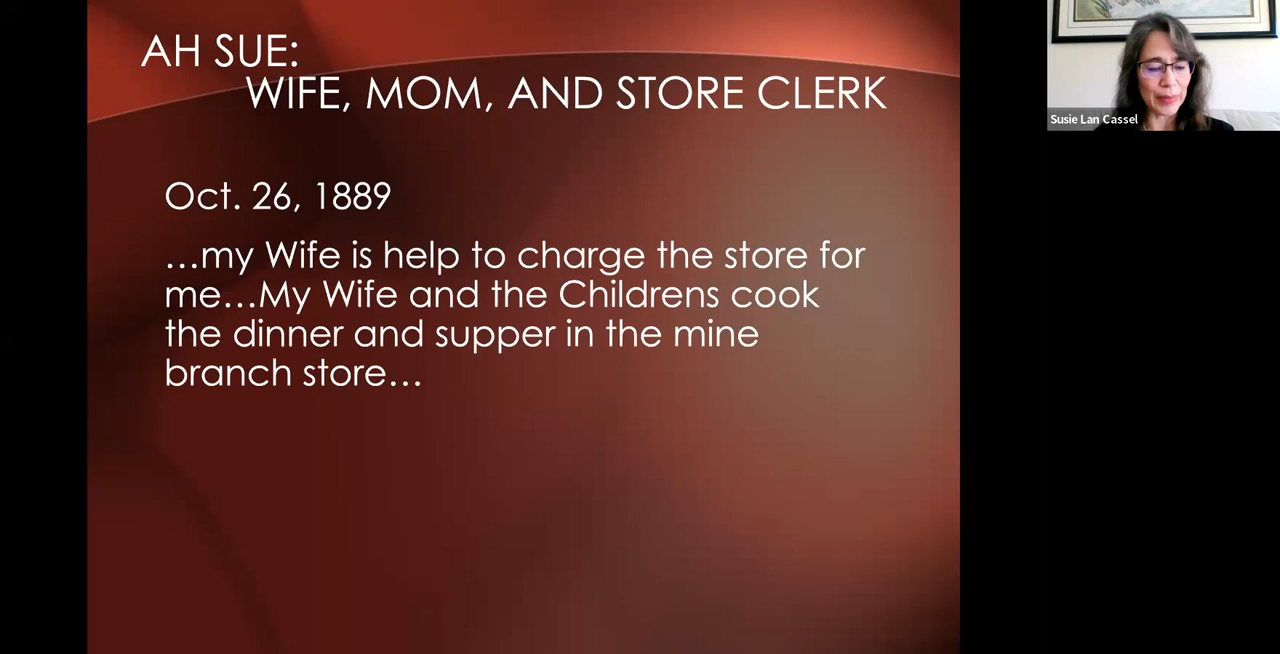 AH SUE:
WIFE, MOM, AND STORE CLERK
Oct. 26, 1889
…my Wife is help to charge the store for
me…My Wife and the Childrens cook
the dinner and supper in the mine
branch store…
Susie Lan Cassel